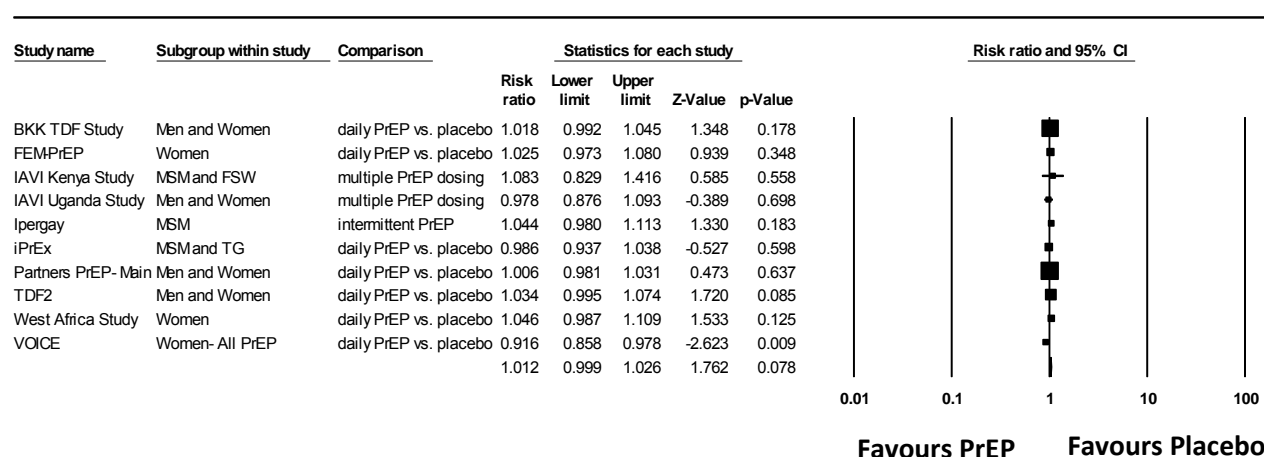 Study name Subgroup within study Comparison Statistics for each study Risk ratio and 95% CI
Risk ratio Lower limit Upper limit Z-Value p-Value
BKK TDF Study Men and Women daily PrEP vs. placebo 1.018 0.992 1.045 1.348 0.178
FEM-PrEP Women daily PrEP vs. placebo 1.025 0.973 1.080 0.939 0.348
IAVI Kenya Study MSM and FSW multiple PrEP dosing 1.083 0.829 1.416 0.585 0.558
IAVI Uganda Study Men and Women multiple PrEP dosing 0.978 0.876 1.093 -0.389 0.698
Ipergay MSM intermittent PrEP 1.044 0.980 1.113 1.330 0.183
iPrEx MSM and TG daily PrEP vs. placebo 0.986 0.937 1.038 -0.527 0.598
Partners PrEP- Main Men and Women daily PrEP vs. placebo 1.006 0.981 1.031 0.473 0.637
TDF2 Men and Women daily PrEP vs. placebo 1.034 0.995 1.074 1.720 0.085
West Africa Study Women daily PrEP vs. placebo 1.046 0.987 1.109 1.533 0.125
VOICE Women- All PrEP daily PrEP vs. placebo 0.916 0.858 0.978 -2.623 0.009
1.012 0.999 1.026 1.762 0.078
0.01 0.1 1 10 100
Favours PrEP Favours Placebo